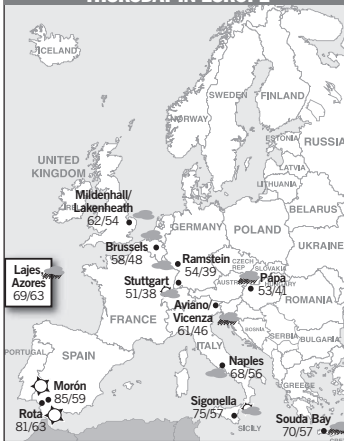 THURSDAY IN EUROPE
ICELAND
SWEDEN
FINLAND
NORWAY
ESTONIA
RUSSIA
LATVIA
LITHUANIA
UNITED
KINGDOM
Mildenhall/
Lakenheath
62/54
BELARUS
GERMANY
POLAND
UKRAINE
Brussels
58/48
Ramstein
54/39
CZECH
REP.
SLOVAKIA
Lajes,
Azores
69/63
Stuttgart
51/38
AUSTRIA
Pápa
53/41
HUNGARY
Aviano/
Vicenza
61/46
ROMANIA
FRANCE
BOSNIA
SERBIA
BULGARIA
ITALY
PORTUGAL
SPAIN
Naples
68/56
Morón
85/59
GREECE
Rota
81/63
Sigonella
75/57
SICILY
Souda Bay
70/57